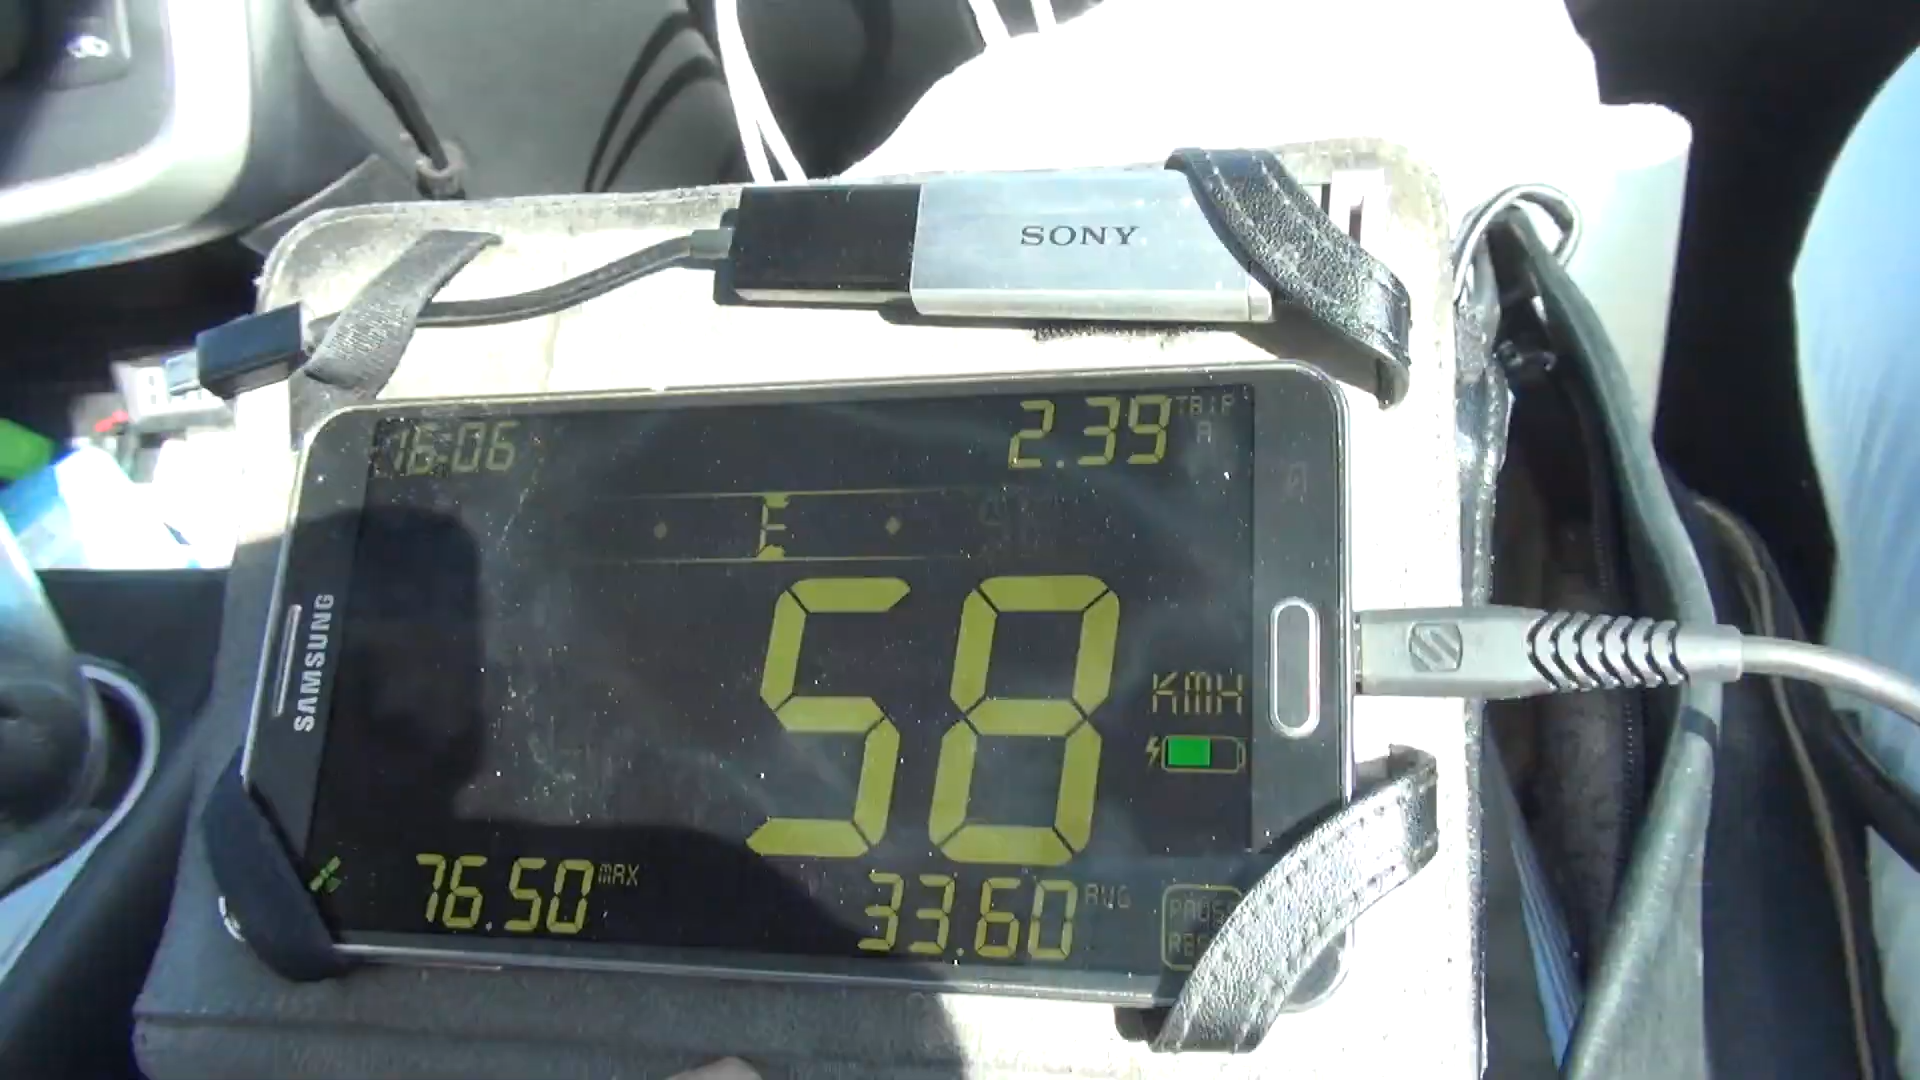 SONY
16:06
2.39 TRIP
A
E
SAMSUNG
58
KMH
76.50 MAX
33.60 AVG